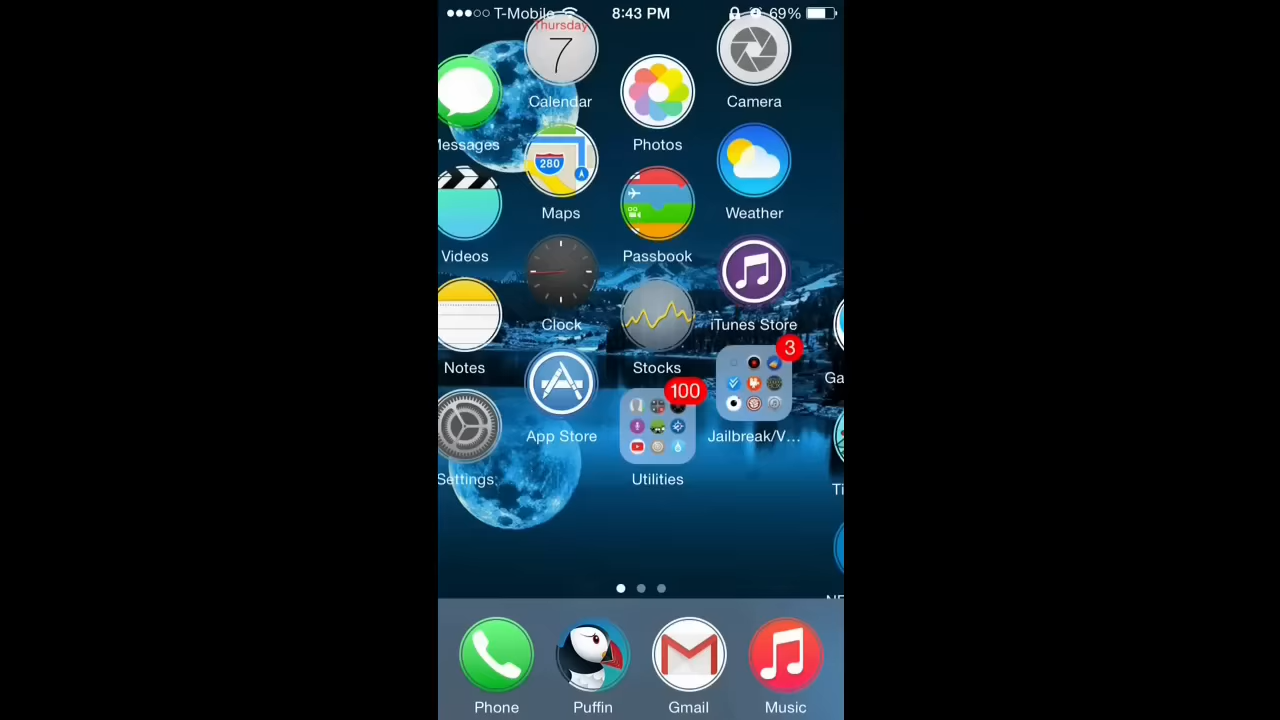 T-Mobile
8:43 PM
69%
Thursday
7
Calendar
Camera
Messages
Photos
280
Maps
Weather
Videos
Passbook
Clock
iTunes Store
3
Notes
Stocks
Ga
100
App Store
Jailbreak/V...
Settings
Utilities
Ti
Phone
Puffin
Gmail
Music